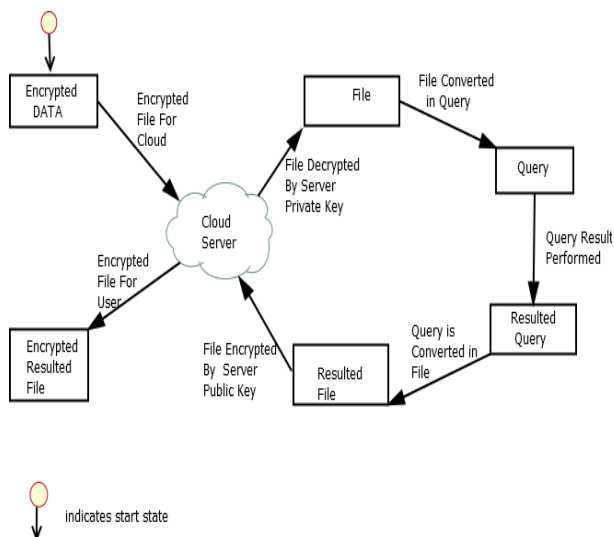 Encrypted
DATA
Encrypted
File For
Cloud
File
File Converted
in Query
File Decrypted
By Server
Private Key
Query
Cloud
Server
Query Result
Performed
Encrypted
File For
User
Resulted
Query
Query is
Converted in
File
Encrypted
Resulted
File
File Encrypted
By Server
Public Key
Resulted
File
indicates start state